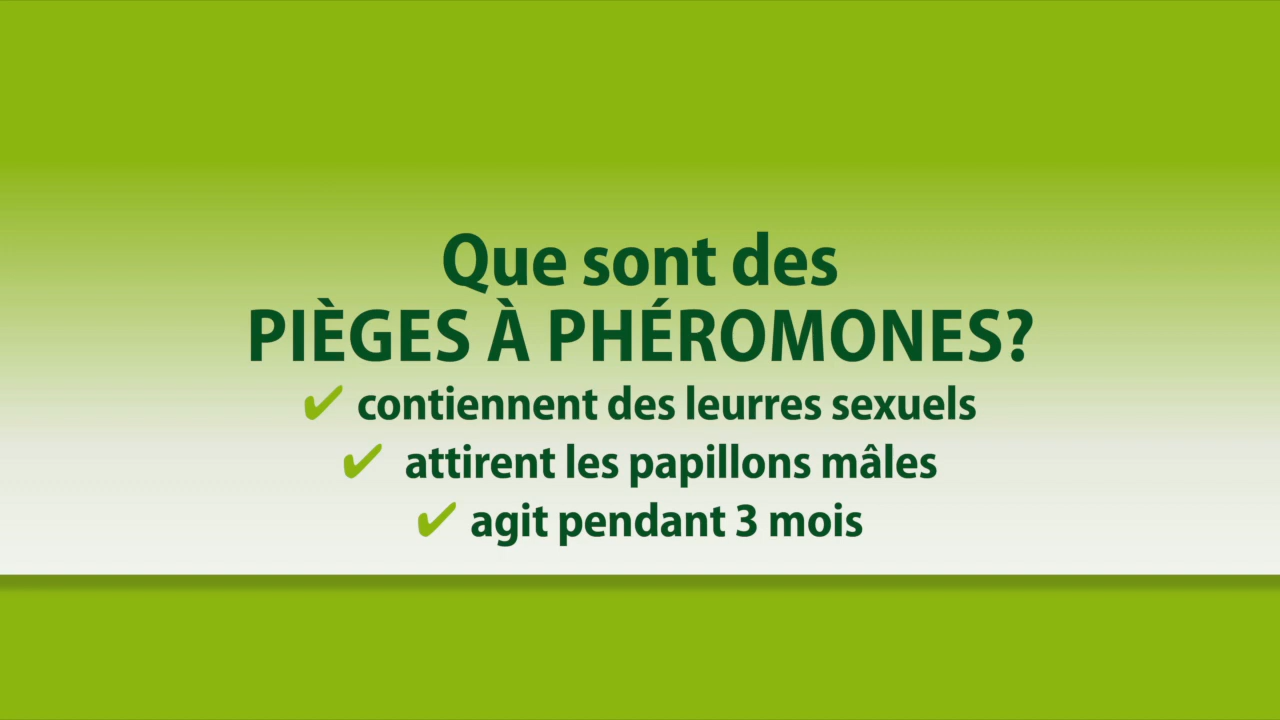 Que sont des
PIÈGES À PHÉROMONES?
✔ contiennent des leurres sexuels
✔ attirent les papillons mâles
✔ agit pendant 3 mois